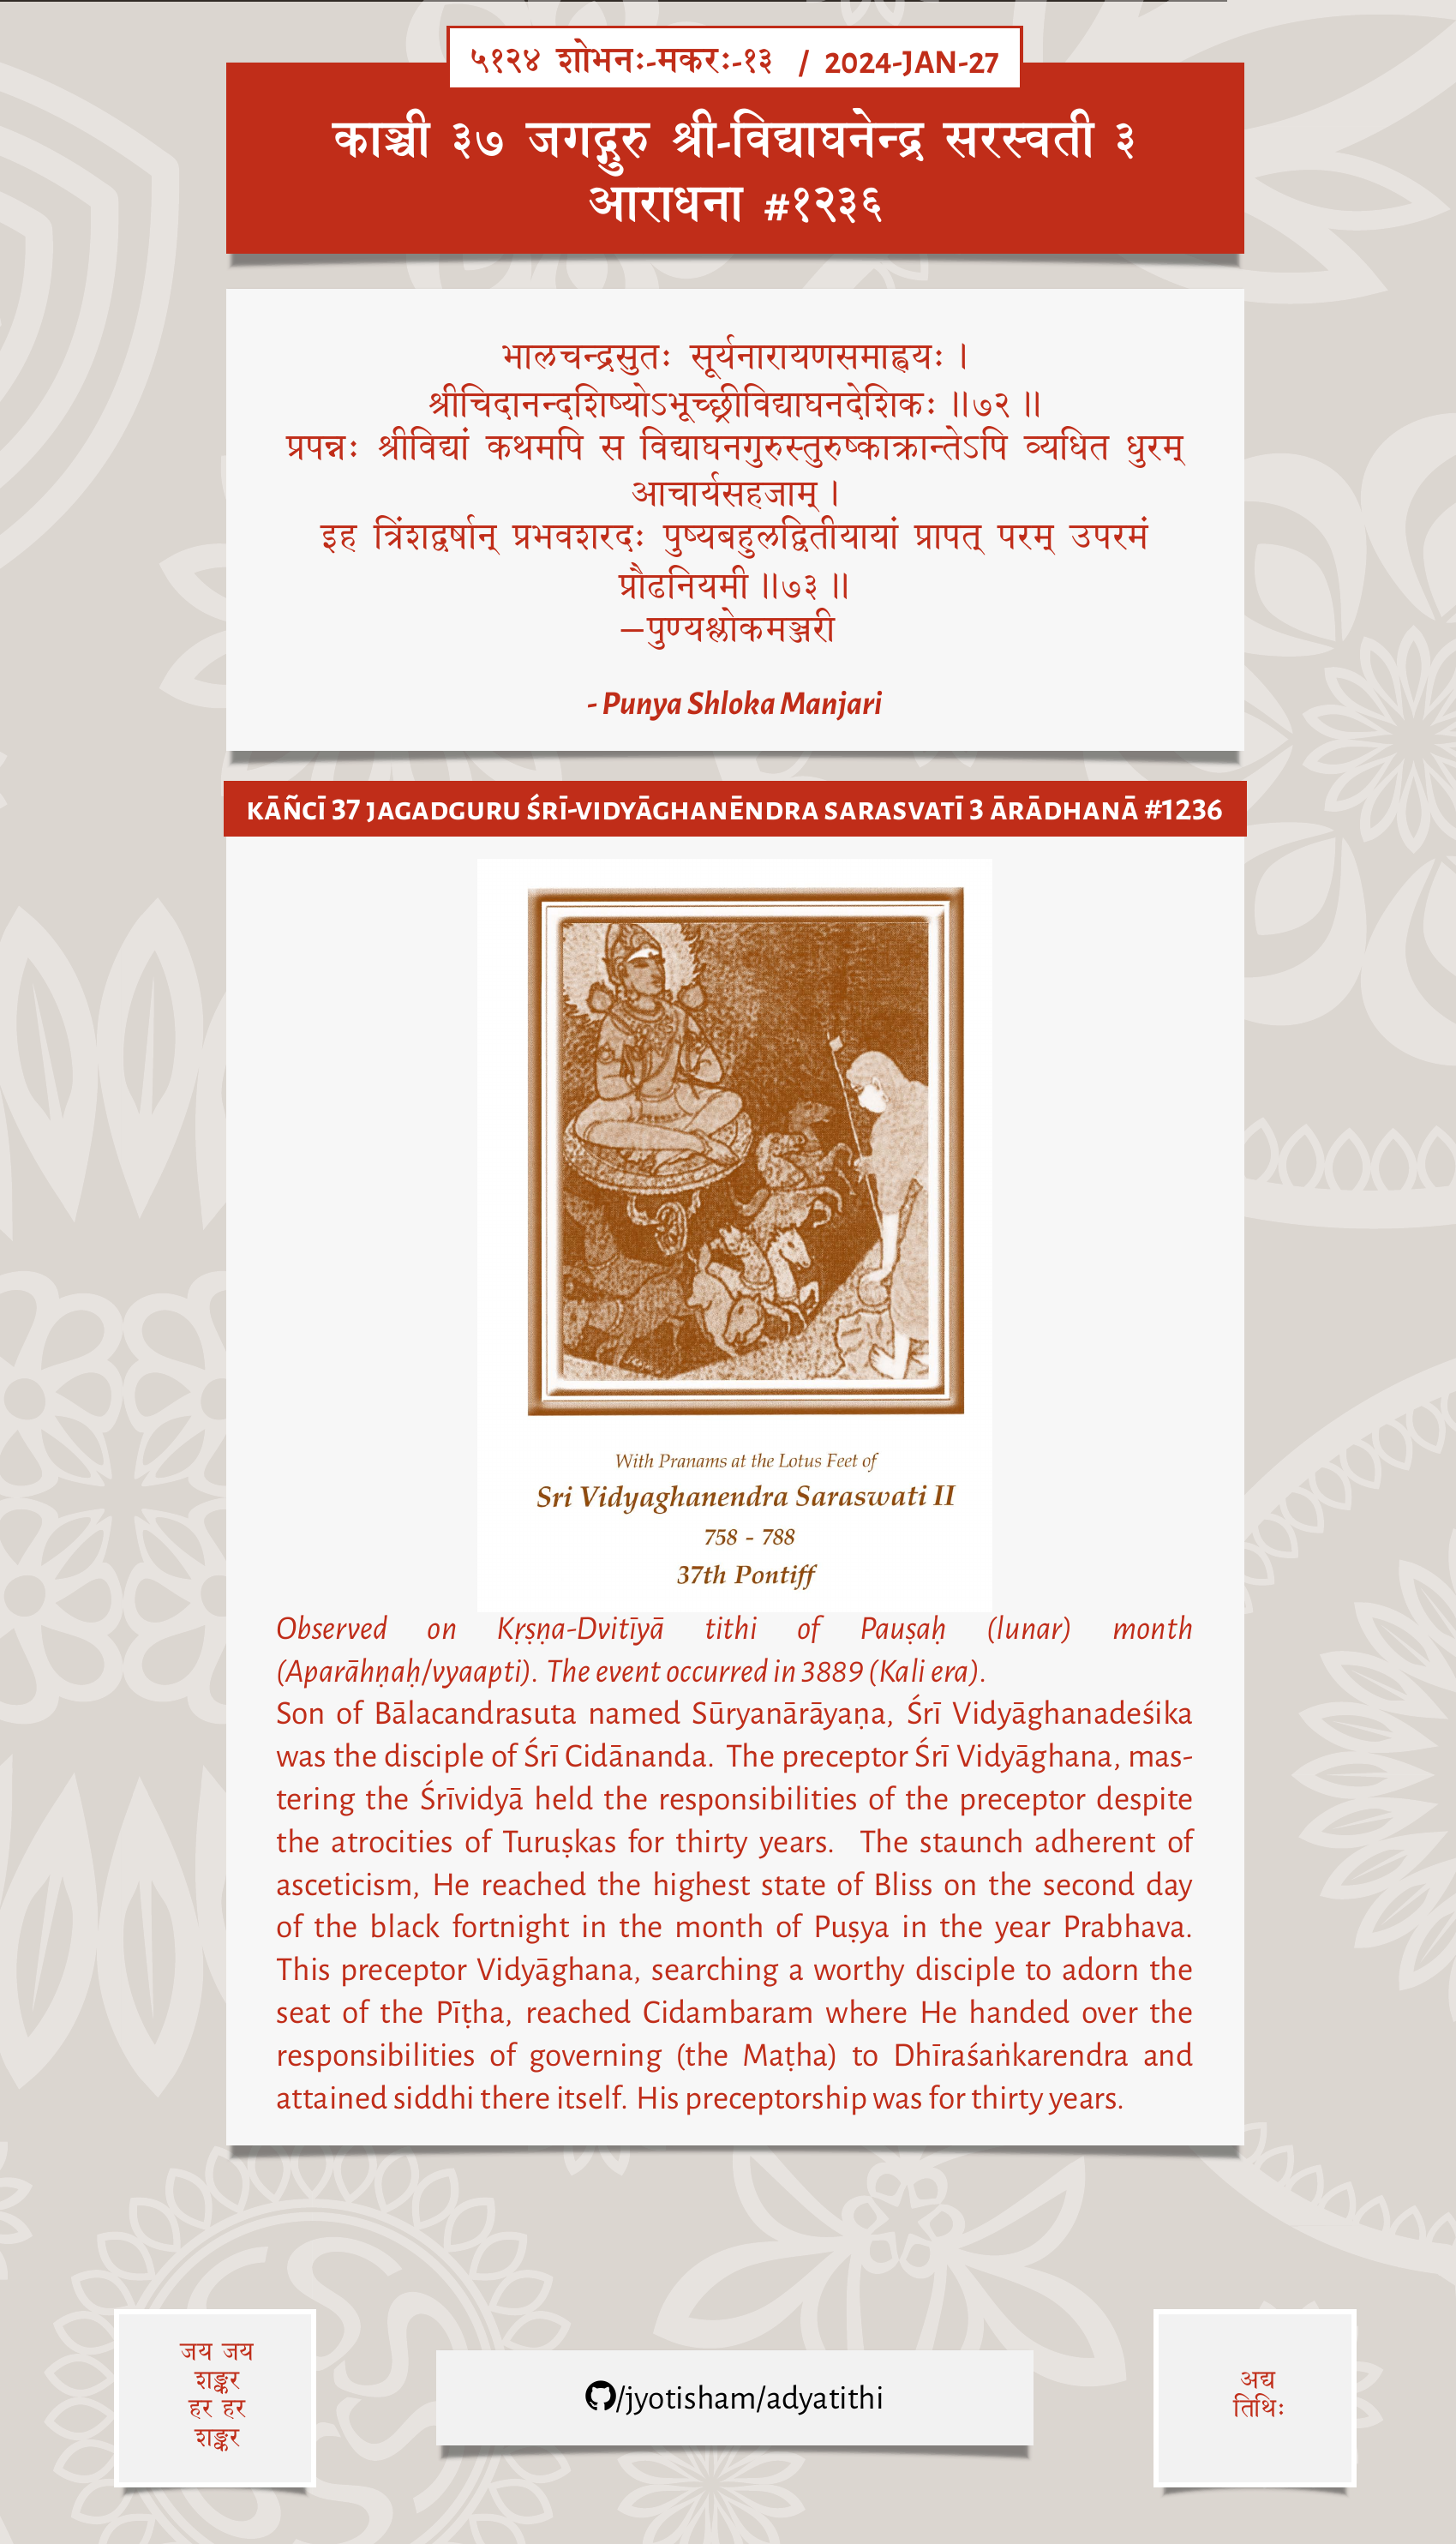 ५१२४ शोभनः-मकरः-१३ / 2024-JAN-27
काञ्ची ३७ जगद्गुरु श्री-विद्याघनेन्द्र सरस्वती ३
आराधना #१२३६
भालचन्द्रसुतः सूर्यनारायणसमाह्वयः ।
श्रीचिदानन्दशिष्योऽभूच्छ्रीविद्याघनदेशिकः ॥७२॥
प्रपन्नः श्रीविद्यां कथमपि स विद्याघनगुरुस्तुरुष्काक्रान्तेऽपि व्यधित धुरम्
आचार्यसहजाम् ।
इह त्रिंशद्वर्षान् प्रभवशरदः पुष्यबहुलद्वितीयायां प्रापत् परम् उपरमं
प्रौढनियमी ॥७३॥
—पुण्यश्लोकमञ्जरी
- Punya Shloka Manjari
KĀÑCĪ 37 JAGADGURU ŚRĪ-VIDYĀGHANĒNDRA SARASVATĪ 3 ĀRĀDHANĀ #1236
With Pranams at the Lotus Feet of
Sri Vidyaghanendra Saraswati II
758 - 788
37th Pontiff
Observed on Kṛṣṇa-Dvitīyā tithi of Pauṣaḥ (lunar) month
(Aparāhṇaḥ/vyaapti). The event occurred in 3889 (Kali era).
Son of Bālacandrasuta named Sūryanārāyaṇa, Śrī Vidyāghanadeśika
was the disciple of Śrī Cidānanda. The preceptor Śrī Vidyāghana, mas-
tering the Śrīvidyā held the responsibilities of the preceptor despite
the atrocities of Turuṣkas for thirty years. The staunch adherent of
asceticism, He reached the highest state of Bliss on the second day
of the black fortnight in the month of Puṣya in the year Prabhava.
This preceptor Vidyāghana, searching a worthy disciple to adorn the
seat of the Pīṭha, reached Cidambaram where He handed over the
responsibilities of governing (the Maṭha) to Dhīraśaṅkarendra and
attained siddhi there itself. His preceptorship was for thirty years.
जय जय
शङ्कर
हर हर
शङ्कर
/jyotisham/adyatithi
अद्य
तिथिः